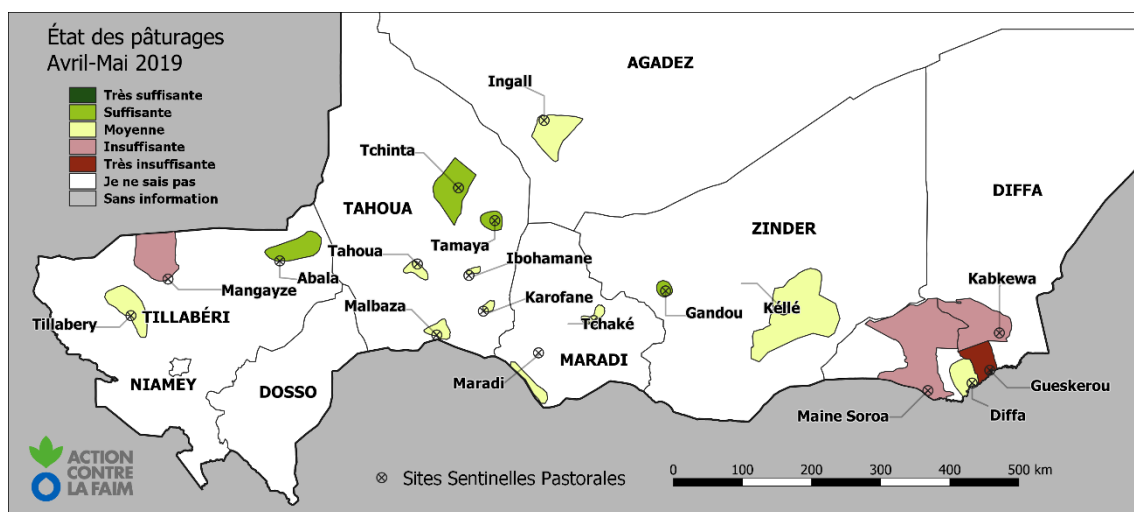 État des pâturages
Avril-Mai 2019
Très suffisante
Suffisante
Moyenne
Insuffisante
Très insuffisante
Je ne sais pas
Sans information
AGADEZ
Ingall
Tchinta
TAHOUA
Tamaya
Tahoua
Ibohamane
Abala
Mangayze
Malbaza
Karofane
Tillabery
TILLABÉRI
NIAMEY
DOSSO
Maradi
MARADI
Tchaké
ZINDER
Gandou
Kéllé
DIFFA
Kabkewa
Gueskerou
Maine Soroa
Diffa
ACTION
CONTRE
LA FAIM
Sites Sentinelles Pastorales
0 100 200 300 400 500 km